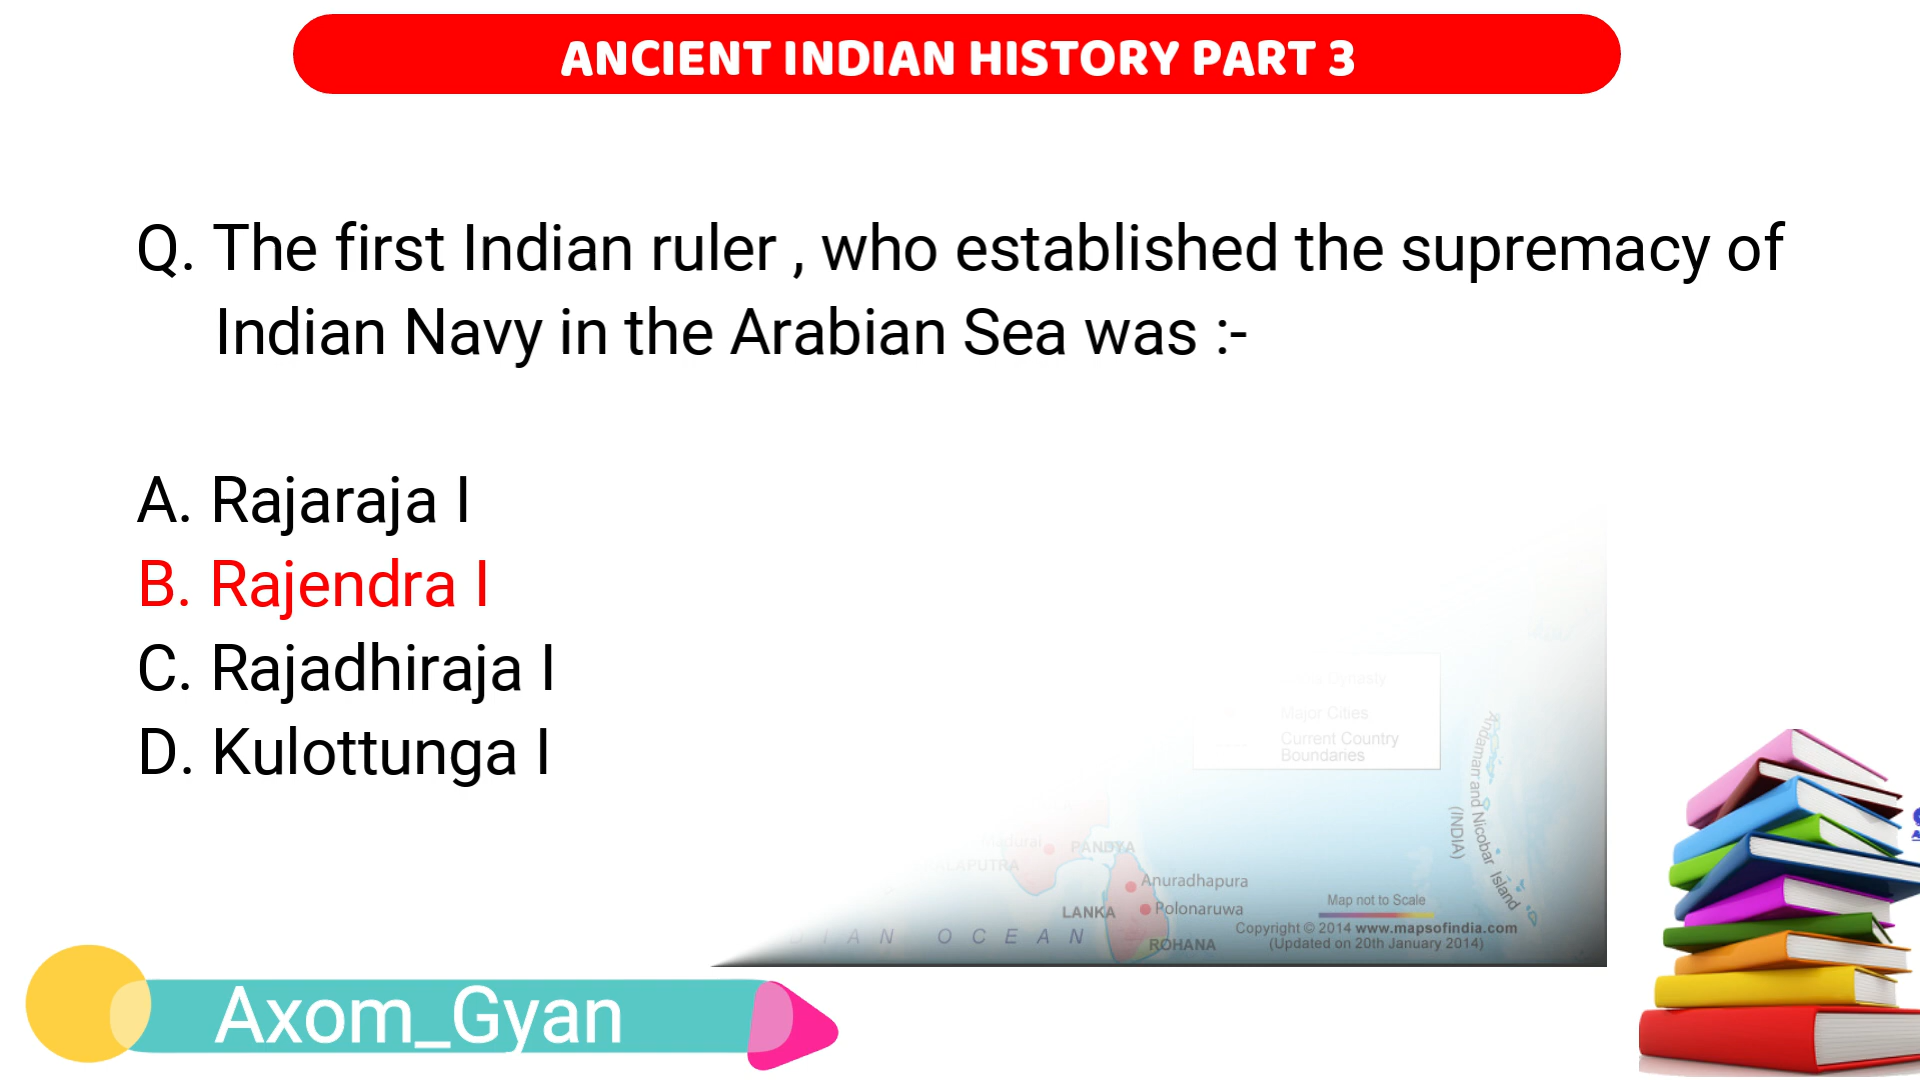 ANCIENT INDIAN HISTORY PART 3
Q. The first Indian ruler , who established the supremacy of
Indian Navy in the Arabian Sea was :-
A. Rajaraja I
B. Rajendra I
C. Rajadhiraja I
D. Kulottunga I
Dynasty
Major Cities
Current Country
Boundaries
Andaman and Nicobar Island
(INDIA)
Madurai
PANDYA
Anuradhapura
LANKA
Polonaruwa
ROHANA
OCEAN
Map not to Scale
Copyright © 2014 www.mapsofindia.com
(Updated on 20th January 2014)
Axom_Gyan